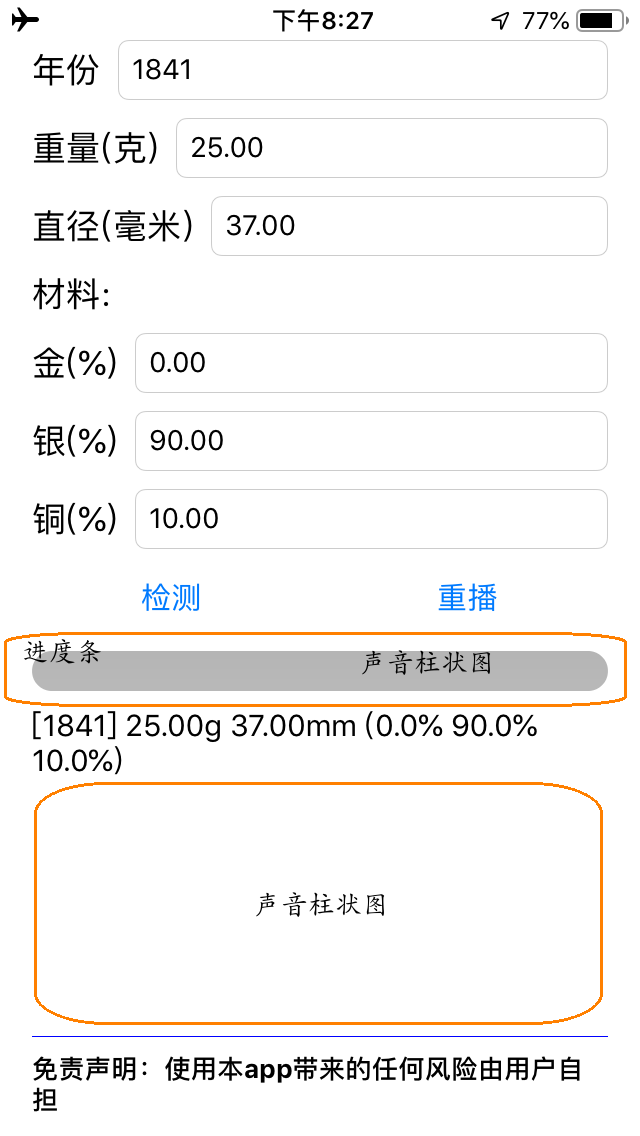 下午8:27 77%
年份 1841
重量(克) 25.00
直径(毫米) 37.00
材料:
金(%) 0.00
银(%) 90.00
铜(%) 10.00
检测 重播
进度条 声音柱状图
[1841] 25.00g 37.00mm (0.0% 90.0%
10.0%)
声音柱状图
免责声明：使用本app带来的任何风险由用户自
担